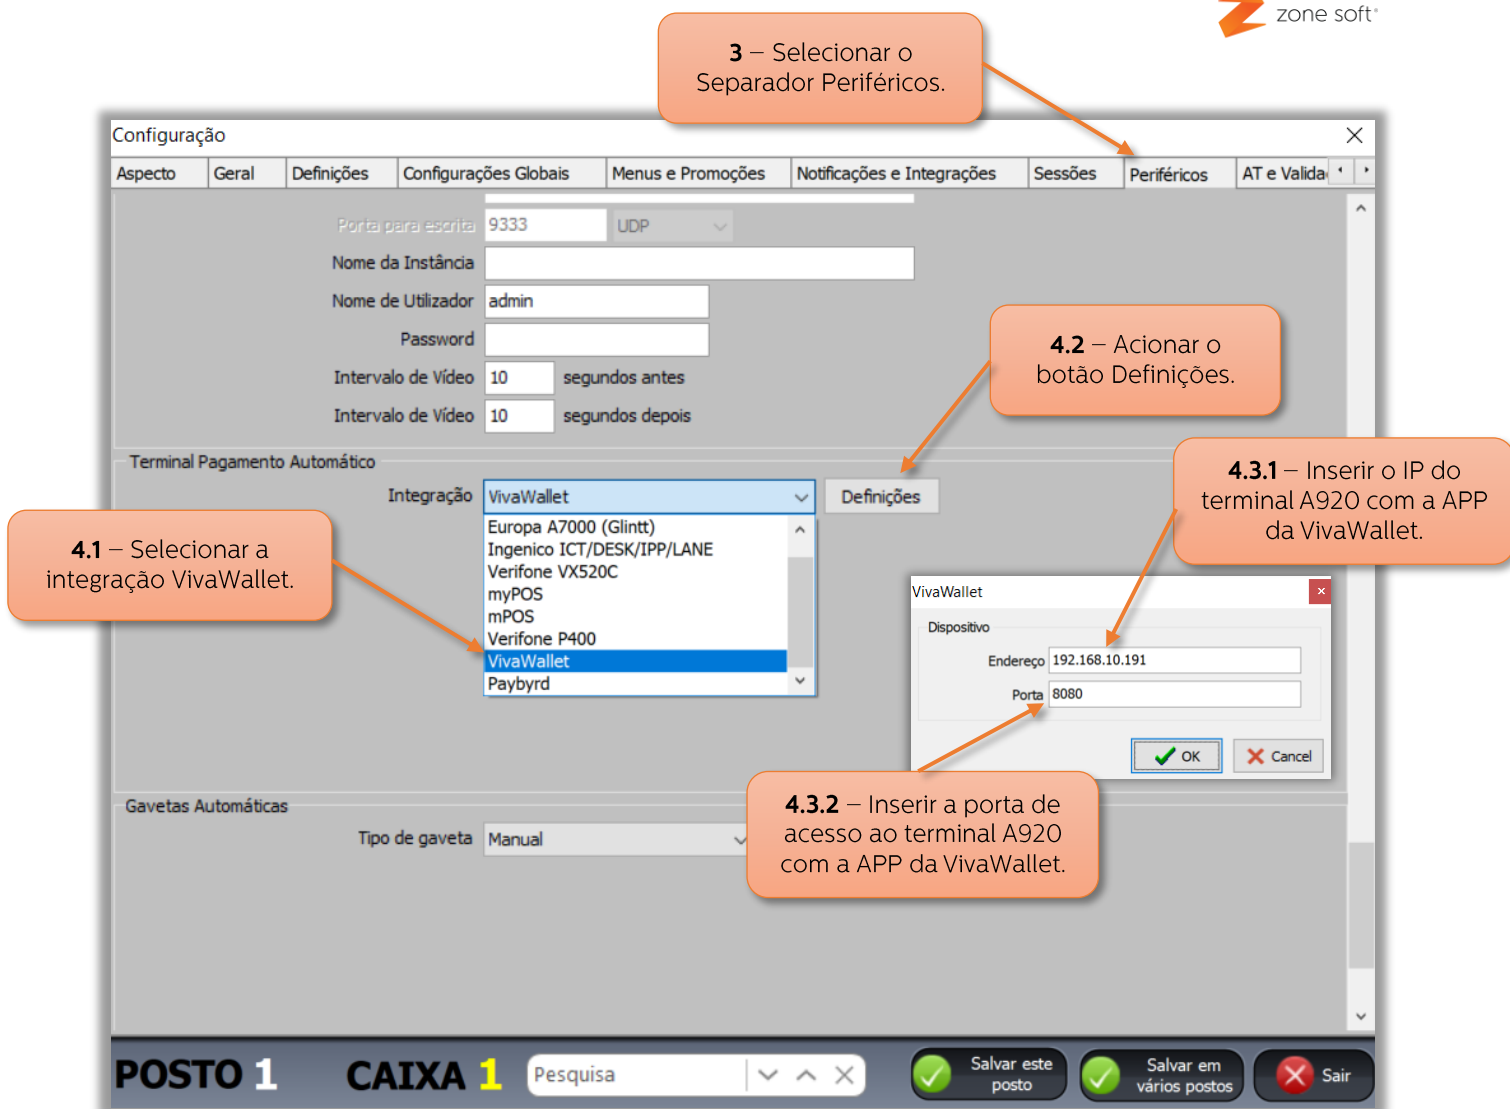 zone soft®
3 – Selecionar o
Separador Periféricos.
Configuração
Aspecto Geral Definições Configurações Globais Menus e Promoções Notificações e Integrações Sessões Periféricos AT e Valida
Porta para escrita 9333 UDP
Nome da Instância
Nome de Utilizador admin
Password
Intervalo de Vídeo 10 segundos antes
Intervalo de Vídeo 10 segundos depois
4.2 – Acionar o
botão Definições.
Terminal Pagamento Automático
Integração VivaWallet Definições
Europa A7000 (Glintt)
Ingenico ICT/DESK/IPP/LANE
Verifone VX520C
myPOS
mPOS
Verifone P400
VivaWallet
Paybyrd
4.1 – Selecionar a
integração VivaWallet.
4.3.1 – Inserir o IP do
terminal A920 com a APP
da VivaWallet.
VivaWallet
Dispositivo
Endereço 192.168.10.191
Porta 8080
OK Cancel
4.3.2 – Inserir a porta de
acesso ao terminal A920
com a APP da VivaWallet.
Gavetas Automáticas
Tipo de gaveta Manual
POSTO 1 CAIXA 1 Pesquisa
Salvar este
posto
Salvar em
vários postos
Sair